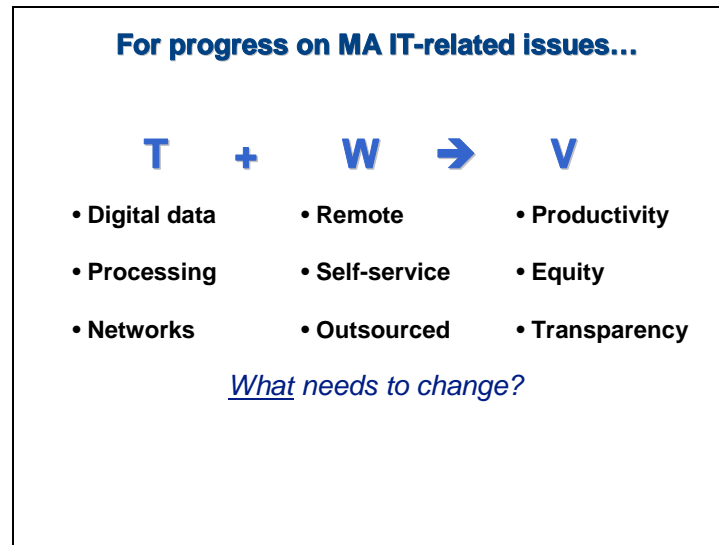 For progress on MA IT-related issues…
T + W ➔ V
• Digital data • Remote • Productivity
• Processing • Self-service • Equity
• Networks • Outsourced • Transparency
What needs to change?